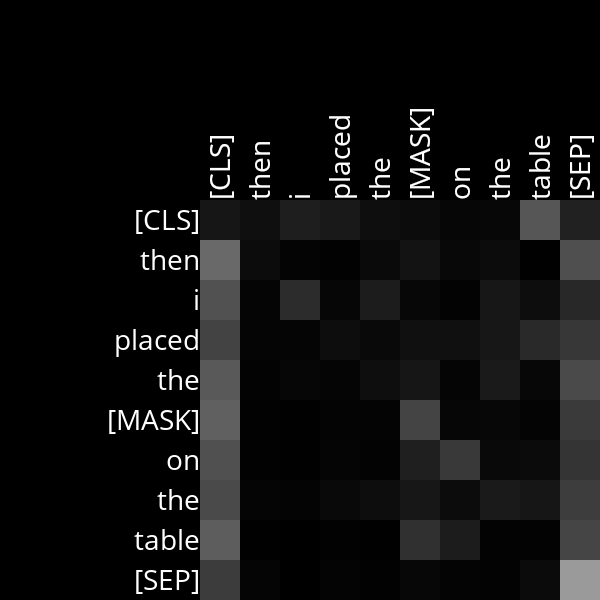 [CLS] then i placed the [MASK] on the table [SEP]
[CLS]
then
i
placed
the
[MASK]
on
the
table
[SEP]